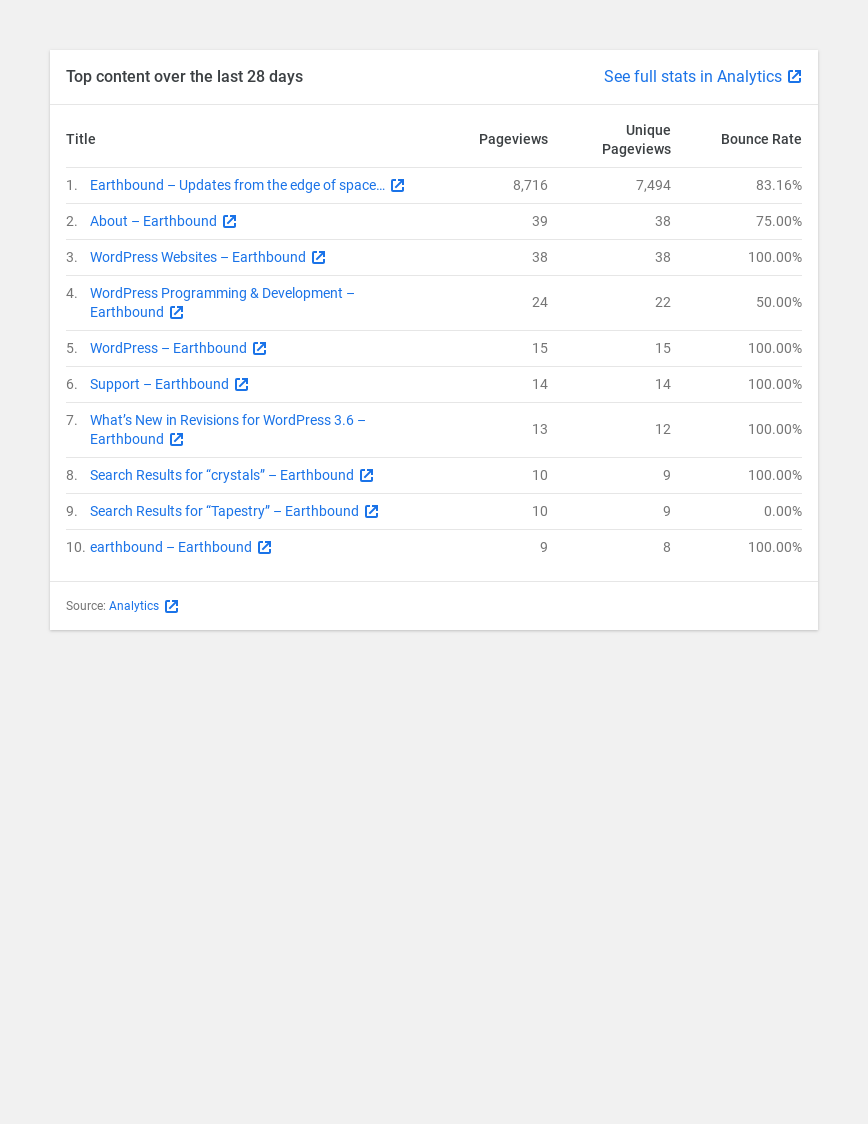 Top content over the last 28 days See full stats in Analytics
Title Pageviews Unique Pageviews Bounce Rate
1. Earthbound – Updates from the edge of space… 8,716 7,494 83.16%
2. About – Earthbound 39 38 75.00%
3. WordPress Websites – Earthbound 38 38 100.00%
4. WordPress Programming & Development –
Earthbound 24 22 50.00%
5. WordPress – Earthbound 15 15 100.00%
6. Support – Earthbound 14 14 100.00%
7. What’s New in Revisions for WordPress 3.6 –
Earthbound 13 12 100.00%
8. Search Results for “crystals” – Earthbound 10 9 100.00%
9. Search Results for “Tapestry” – Earthbound 10 9 0.00%
10. earthbound – Earthbound 9 8 100.00%
Source: Analytics